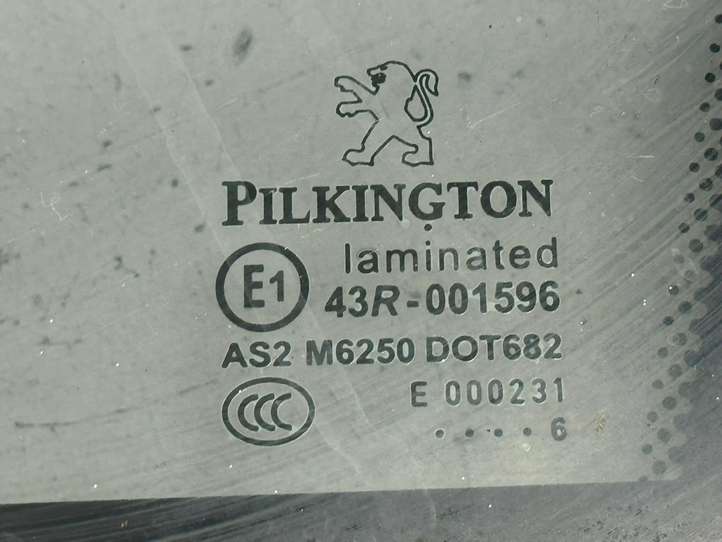 PILKINGTON
laminated
E1 43R-001596
AS2 M6250 DOT682
CCC E 000231
. . . . 6